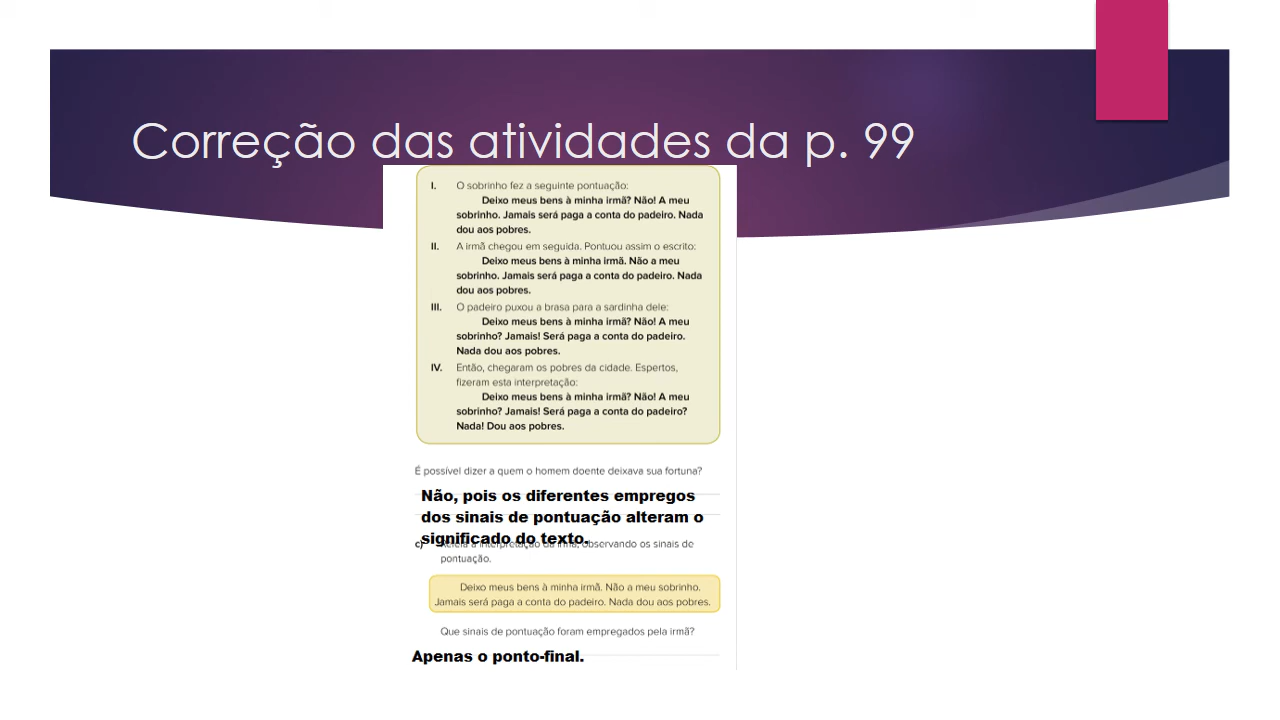 Correção das atividades da p. 99
I. O sobrinho fez a seguinte pontuação:
Deixo meus bens à minha irmã? Não! A meu
sobrinho. Jamais será paga a conta do padeiro. Nada
dou aos pobres.
II. A irmã chegou em seguida. Pontuou assim o escrito:
Deixo meus bens à minha irmã. Não a meu
sobrinho. Jamais será paga a conta do padeiro. Nada
dou aos pobres.
III. O padeiro puxou a brasa para a sardinha dele:
Deixo meus bens à minha irmã? Não! A meu
sobrinho? Jamais! Será paga a conta do padeiro.
Nada dou aos pobres.
IV. Então, chegaram os pobres da cidade. Espertos,
fizeram esta interpretação:
Deixo meus bens à minha irmã? Não! A meu
sobrinho? Jamais! Será paga a conta do padeiro?
Nada! Dou aos pobres.
É possível dizer a quem o homem doente deixava sua fortuna?
Não, pois os diferentes empregos
dos sinais de pontuação alteram o
significado do texto.
c) a interpretação da irmã, observando os sinais de
pontuação.
Deixo meus bens à minha irmã. Não a meu sobrinho.
Jamais será paga a conta do padeiro. Nada dou aos pobres.
Que sinais de pontuação foram empregados pela irmã?
Apenas o ponto-final.